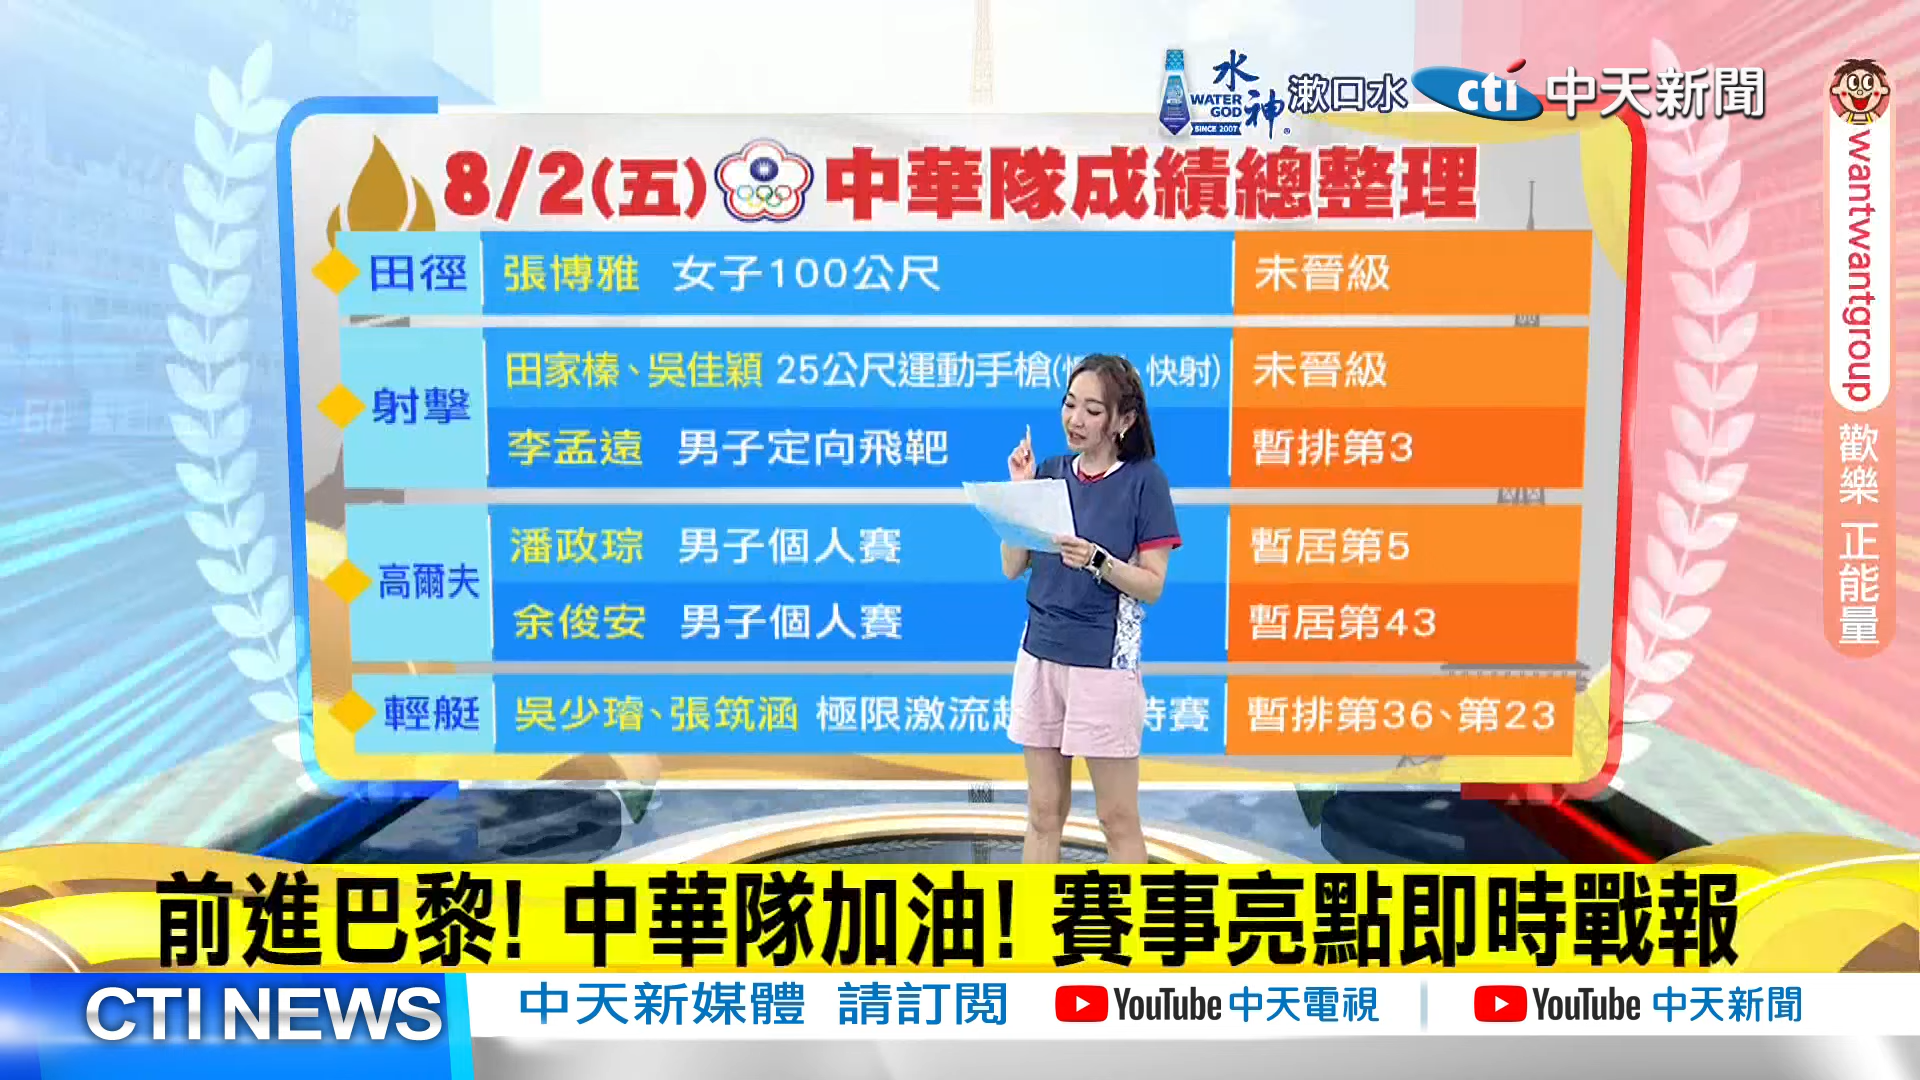 水神
WATER GOD
SINCE 2007
漱口水
cti 中天新聞
wantwantgroup
歡樂 正能量
8/2(五) 中華隊成績總整理
田徑 張博雅 女子100公尺 未晉級
射擊
田家榛、吳佳穎 25公尺運動手槍( 、快射) 未晉級
李孟遠 男子定向飛靶 暫排第3
高爾夫
潘政琮 男子個人賽 暫居第5
余俊安 男子個人賽 暫居第43
輕艇 吳少璿、張筑涵 極限激流 賽 暫排第36、第23
前進巴黎! 中華隊加油! 賽事亮點即時戰報
CTI NEWS 中天新媒體 請訂閱 YouTube 中天電視 | YouTube 中天新聞